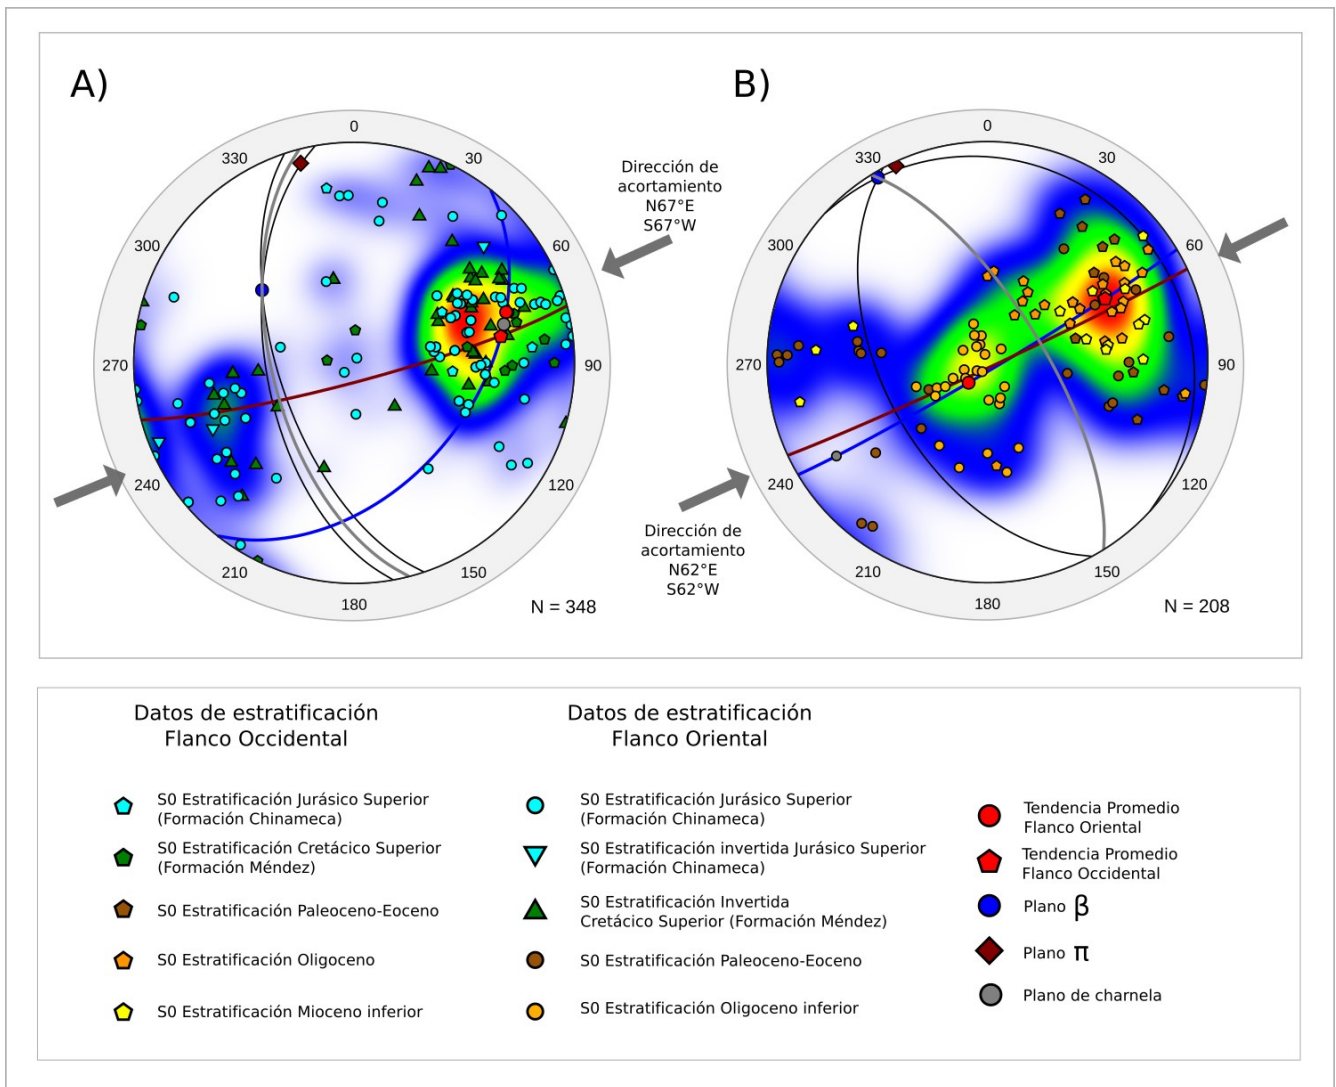 A)
0
30
60
90
120
150
180
210
240
270
300
330
N = 348
Dirección de
acortamiento
N67°E
S67°W
B)
0
30
60
90
120
150
180
210
240
270
300
330
N = 208
Dirección de
acortamiento
N62°E
S62°W
Datos de estratificación
Flanco Occidental
S0 Estratificación Jurásico Superior
(Formación Chinameca)
S0 Estratificación Cretácico Superior
(Formación Méndez)
S0 Estratificación Paleoceno-Eoceno
S0 Estratificación Oligoceno
S0 Estratificación Mioceno inferior
Datos de estratificación
Flanco Oriental
S0 Estratificación Jurásico Superior
(Formación Chinameca)
S0 Estratificación invertida Jurásico Superior
(Formación Chinameca)
S0 Estratificación Invertida
Cretácico Superior (Formación Méndez)
S0 Estratificación Paleoceno-Eoceno
S0 Estratificación Oligoceno inferior
Tendencia Promedio
Flanco Oriental
Tendencia Promedio
Flanco Occidental
Plano β
Plano π
Plano de charnela